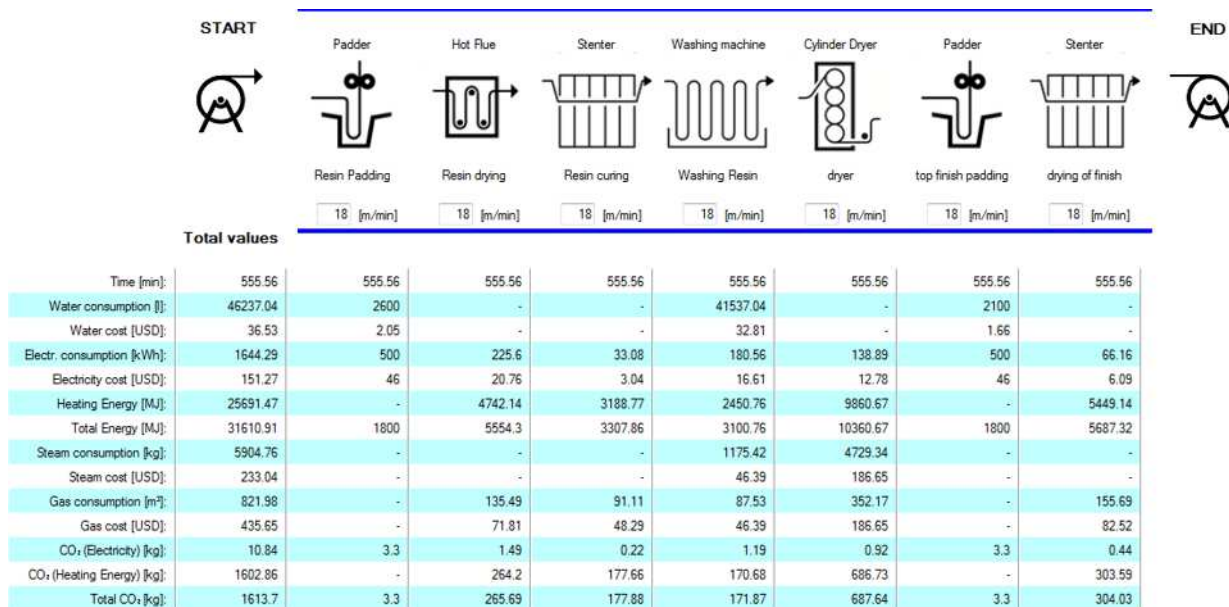 START
END
Padder Hot Flue Stenter Washing machine Cylinder Dryer Padder Stenter
Resin Padding Resin drying Resin curing Washing Resin dryer top finish padding drying of finish
18 [m/min] 18 [m/min] 18 [m/min] 18 [m/min] 18 [m/min] 18 [m/min] 18 [m/min]
Total values
Time [min]: 555.56 555.56 555.56 555.56 555.56 555.56 555.56 555.56
Water consumption [l]: 46237.04 2600 - - 41537.04 - 2100 -
Water cost [USD]: 36.53 2.05 - - 32.81 - 1.66 -
Electr. consumption [kWh]: 1644.29 500 225.6 33.08 180.56 138.89 500 66.16
Electricity cost [USD]: 151.27 46 20.76 3.04 16.61 12.78 46 6.09
Heating Energy [MJ]: 25691.47 - 4742.14 3188.77 2450.76 9860.67 - 5449.14
Total Energy [MJ]: 31610.91 1800 5554.3 3307.86 3100.76 10360.67 1800 5687.32
Steam consumption [kg]: 5904.76 - - - 1175.42 4729.34 - -
Steam cost [USD]: 233.04 - - - 46.39 186.65 - -
Gas consumption [m³]: 821.98 - 135.49 91.11 87.53 352.17 - 155.69
Gas cost [USD]: 435.65 - 71.81 48.29 46.39 186.65 - 82.52
CO₂ (Electricity) [kg]: 10.84 3.3 1.49 0.22 1.19 0.92 3.3 0.44
CO₂ (Heating Energy) [kg]: 1602.86 - 264.2 177.66 170.68 686.73 - 303.59
Total CO₂ [kg]: 1613.7 3.3 265.69 177.88 171.87 687.64 3.3 304.03